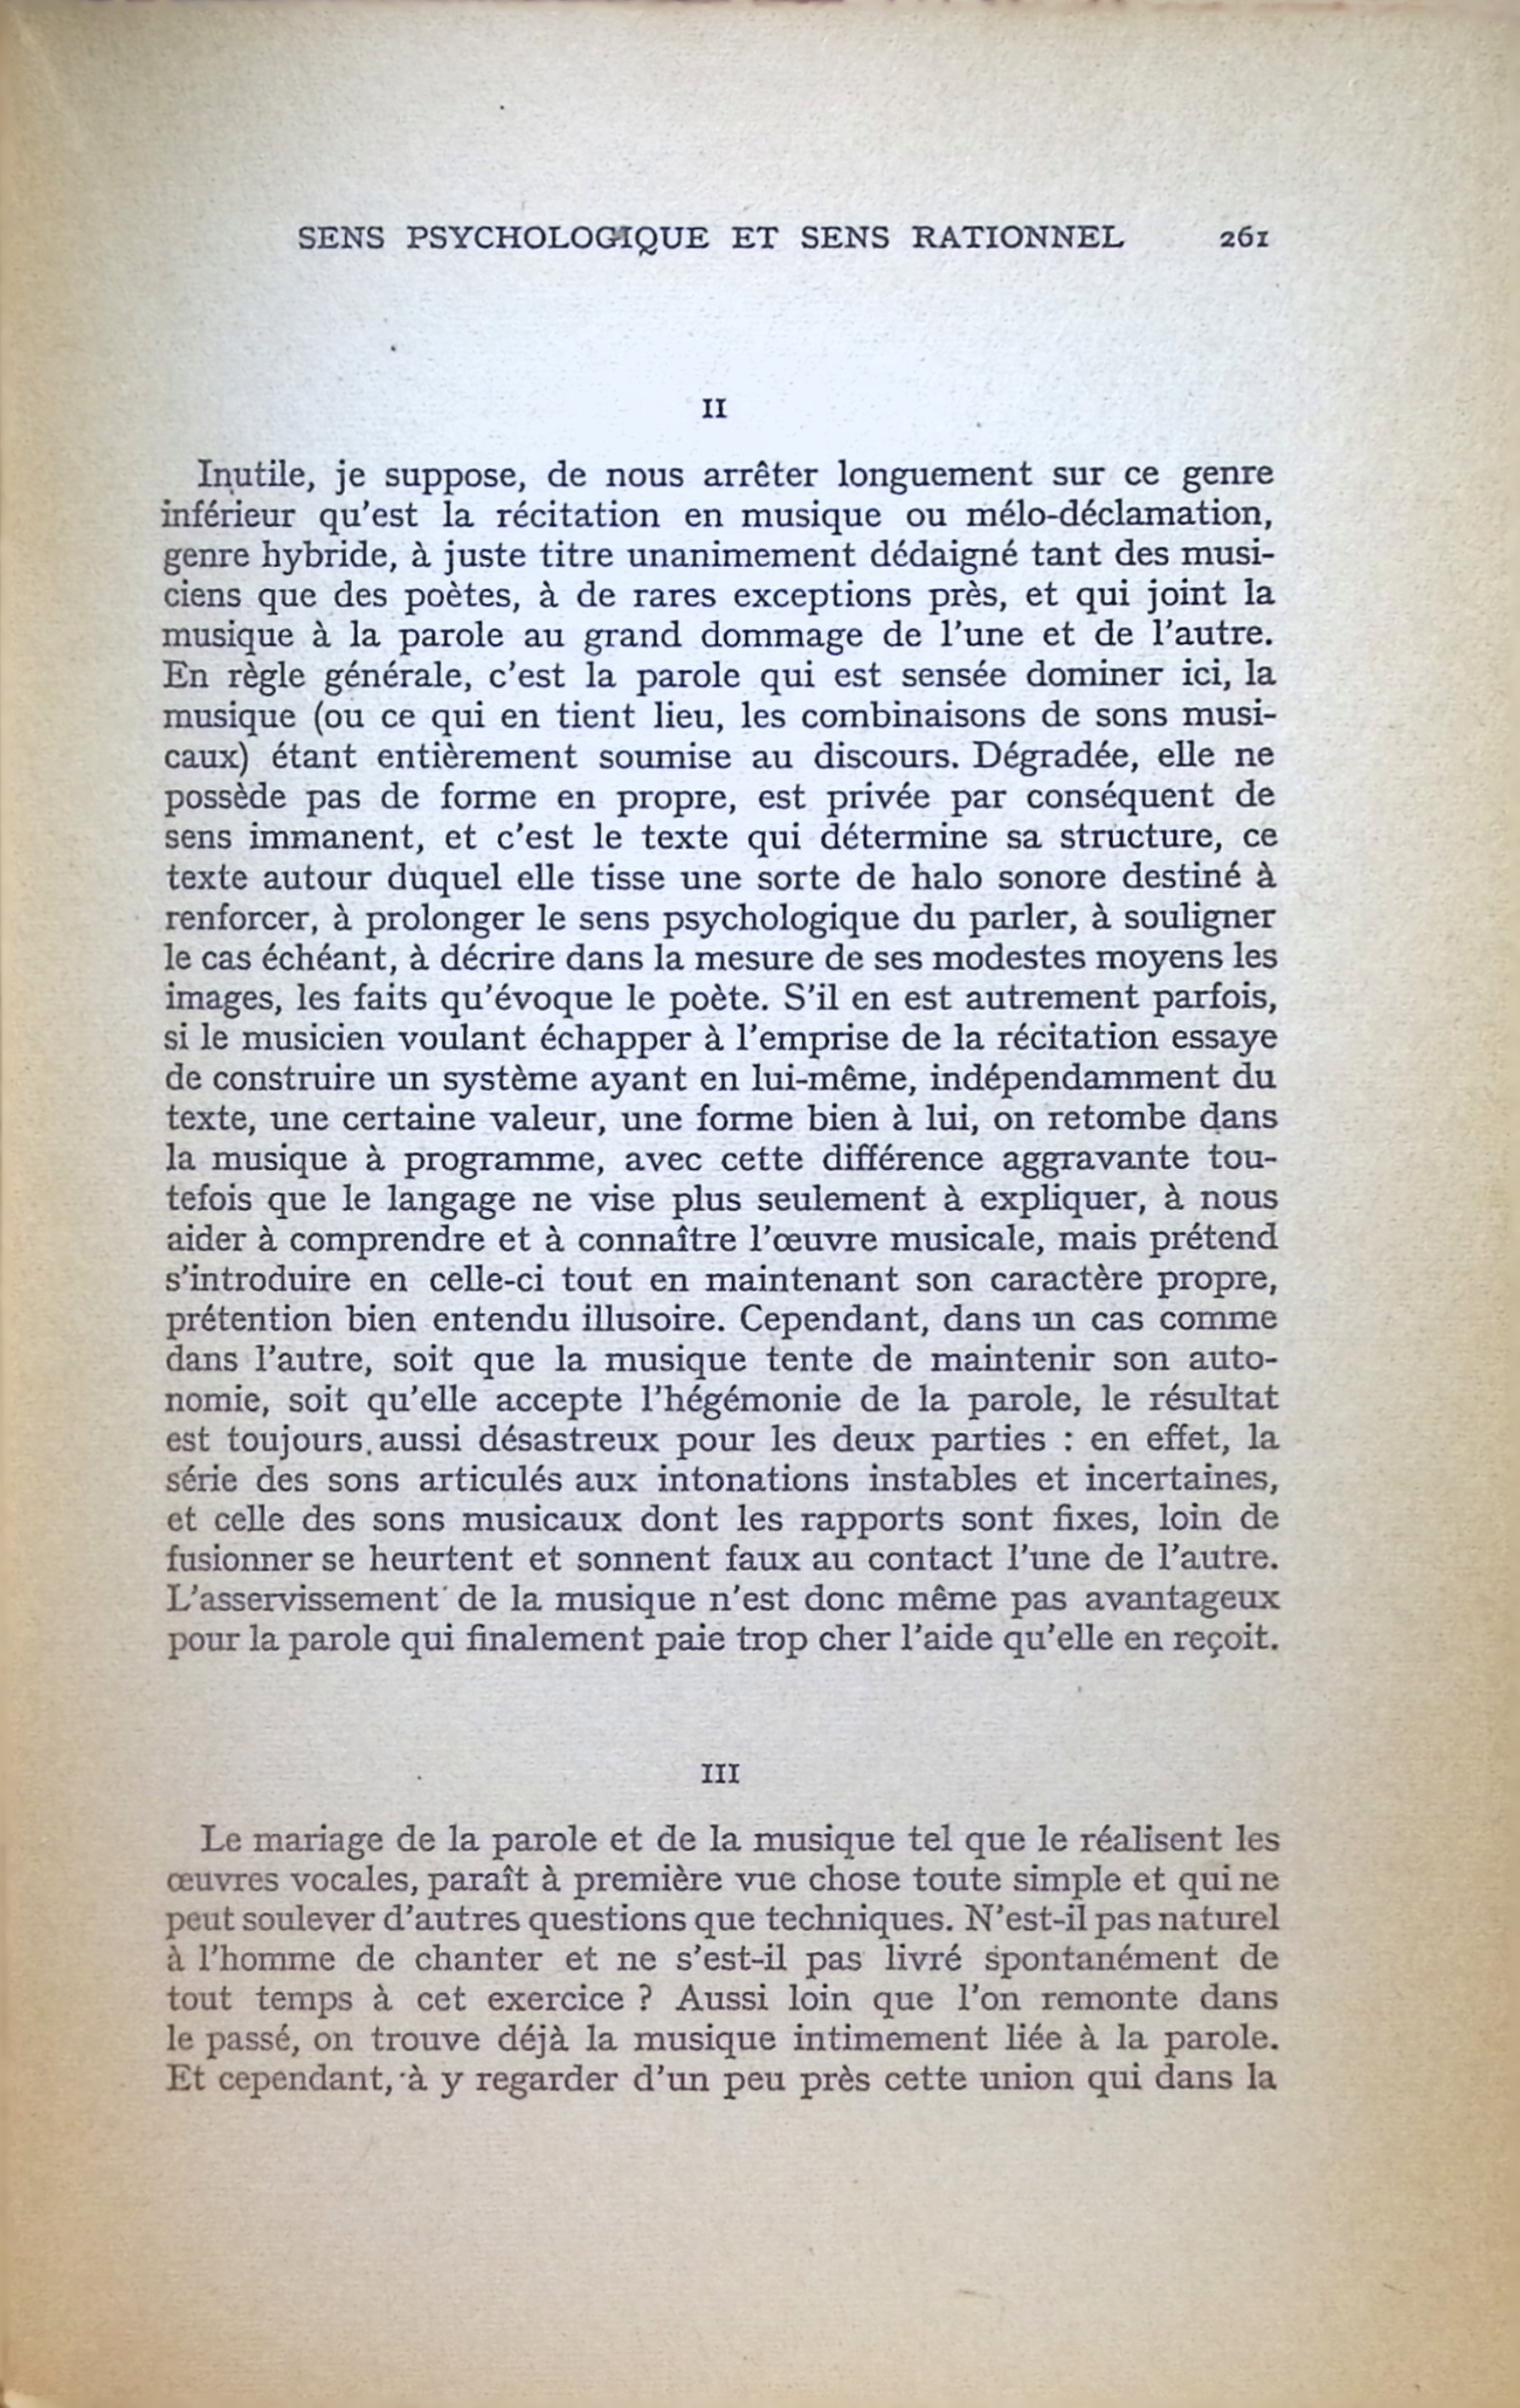 SENS PSYCHOLOGIQUE ET SENS RATIONNEL 261
II
Inutile, je suppose, de nous arrêter longuement sur ce genre
inférieur qu'est la récitation en musique ou mélo-déclamation,
genre hybride, à juste titre unanimement dédaigné tant des musi-
ciens que des poètes, à de rares exceptions près, et qui joint la
musique à la parole au grand dommage de l'une et de l'autre.
En règle générale, c'est la parole qui est sensée dominer ici, la
musique (ou ce qui en tient lieu, les combinaisons de sons musi-
caux) étant entièrement soumise au discours. Dégradée, elle ne
possède pas de forme en propre, est privée par conséquent de
sens immanent, et c'est le texte qui détermine sa structure, ce
texte autour duquel elle tisse une sorte de halo sonore destiné à
renforcer, à prolonger le sens psychologique du parler, à souligner
le cas échéant, à décrire dans la mesure de ses modestes moyens les
images, les faits qu'évoque le poète. S'il en est autrement parfois,
si le musicien voulant échapper à l'emprise de la récitation essaye
de construire un système ayant en lui-même, indépendamment du
texte, une certaine valeur, une forme bien à lui, on retombe dans
la musique à programme, avec cette différence aggravante tou-
tefois que le langage ne vise plus seulement à expliquer, à nous
aider à comprendre et à connaître l'œuvre musicale, mais prétend
s'introduire en celle-ci tout en maintenant son caractère propre,
prétention bien entendu illusoire. Cependant, dans un cas comme
dans l'autre, soit que la musique tente de maintenir son auto-
nomie, soit qu'elle accepte l'hégémonie de la parole, le résultat
est toujours aussi désastreux pour les deux parties : en effet, la
série des sons articulés aux intonations instables et incertaines,
et celle des sons musicaux dont les rapports sont fixes, loin de
fusionner se heurtent et sonnent faux au contact l'une de l'autre.
L'asservissement de la musique n'est donc même pas avantageux
pour la parole qui finalement paie trop cher l'aide qu'elle en reçoit.
III
Le mariage de la parole et de la musique tel que le réalisent les
œuvres vocales, paraît à première vue chose toute simple et qui ne
peut soulever d'autres questions que techniques. N'est-il pas naturel
à l'homme de chanter et ne s'est-il pas livré spontanément de
tout temps à cet exercice ? Aussi loin que l'on remonte dans
le passé, on trouve déjà la musique intimement liée à la parole.
Et cependant, à y regarder d'un peu près cette union qui dans la